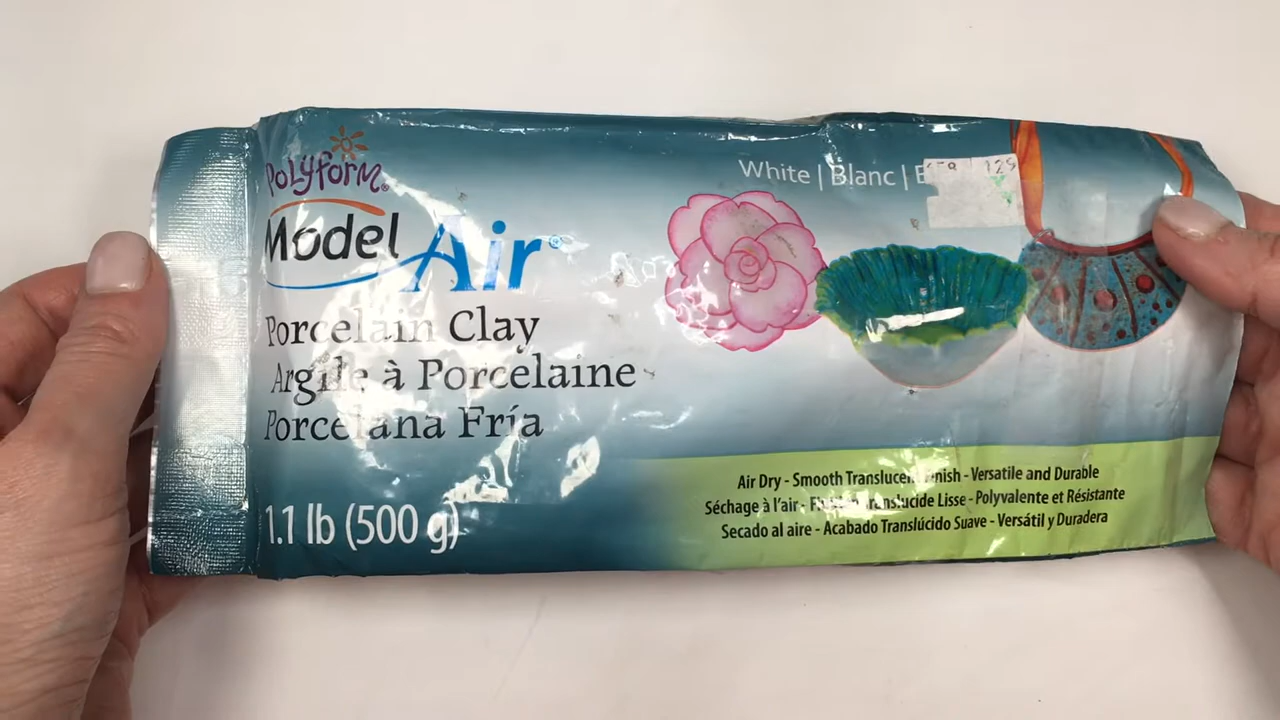 Polyform®
Model Air®
Porcelain Clay
Argile à Porcelaine
Porcelana Fría
1.1 lb (500 g)
White | Blanc |
129
Air Dry - Smooth Translucent Finish - Versatile and Durable
Séchage à l'air - Translucide Lisse - Polyvalente et Résistante
Secado al aire - Acabado Translúcido Suave - Versátil y Duradera